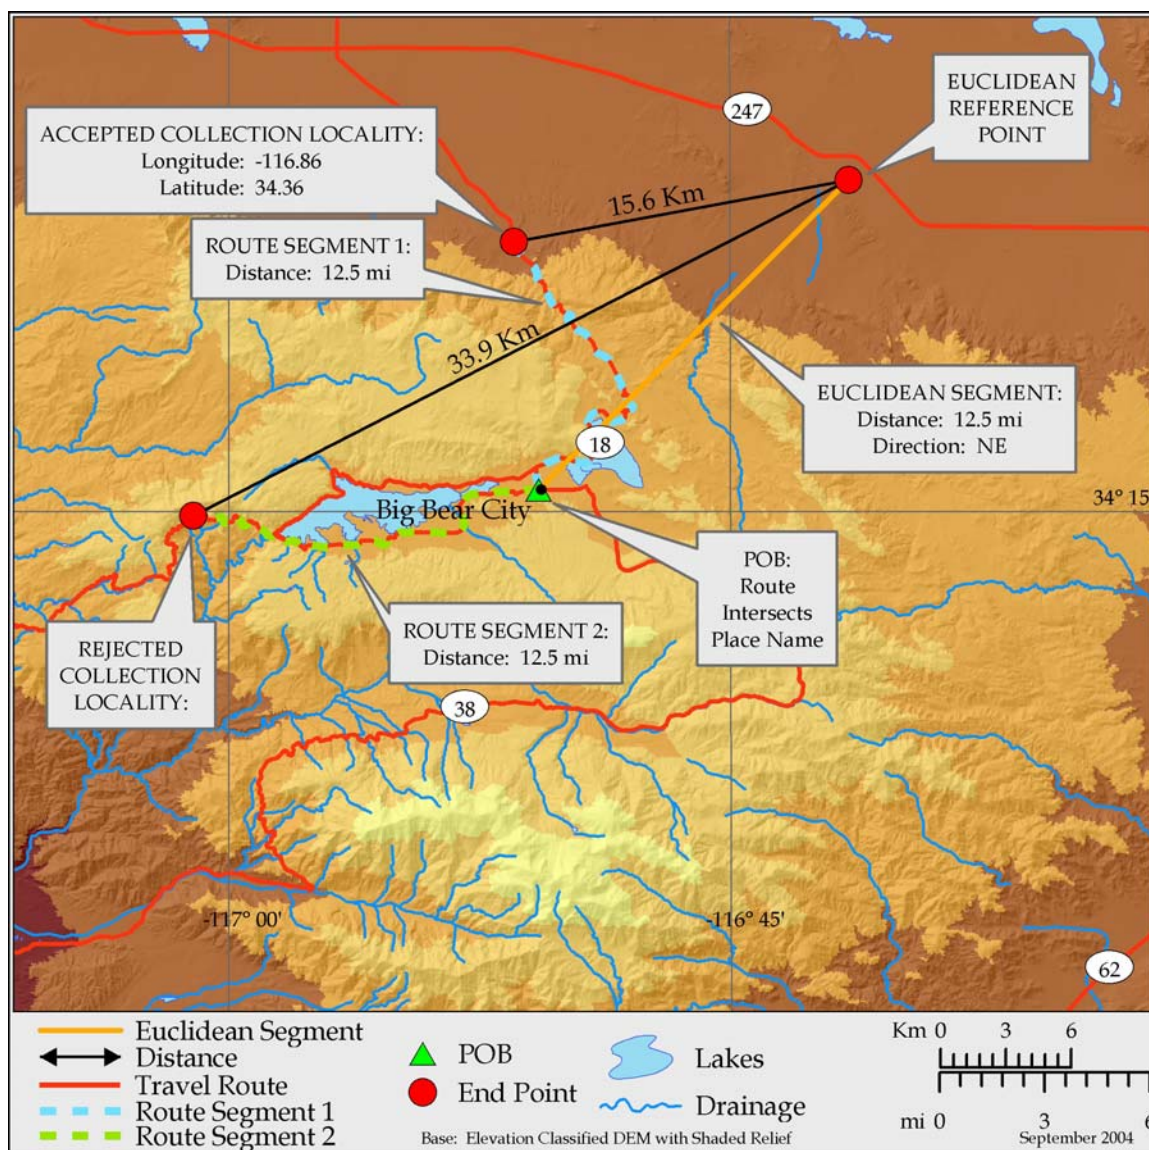 247
EUCLIDEAN
REFERENCE
POINT
ACCEPTED COLLECTION LOCALITY:
Longitude: -116.86
Latitude: 34.36
15.6 Km
ROUTE SEGMENT 1:
Distance: 12.5 mi
33.9 Km
EUCLIDEAN SEGMENT:
Distance: 12.5 mi
Direction: NE
18
34° 15
Big Bear City
POB:
Route
Intersects
Place Name
REJECTED
COLLECTION
LOCALITY:
ROUTE SEGMENT 2:
Distance: 12.5 mi
38
-117° 00'
-116° 45'
62
Euclidean Segment
Distance
Travel Route
Route Segment 1
Route Segment 2
POB
End Point
Lakes
Drainage
Base: Elevation Classified DEM with Shaded Relief
Km 0 3 6
mi 0 3 6
September 2004